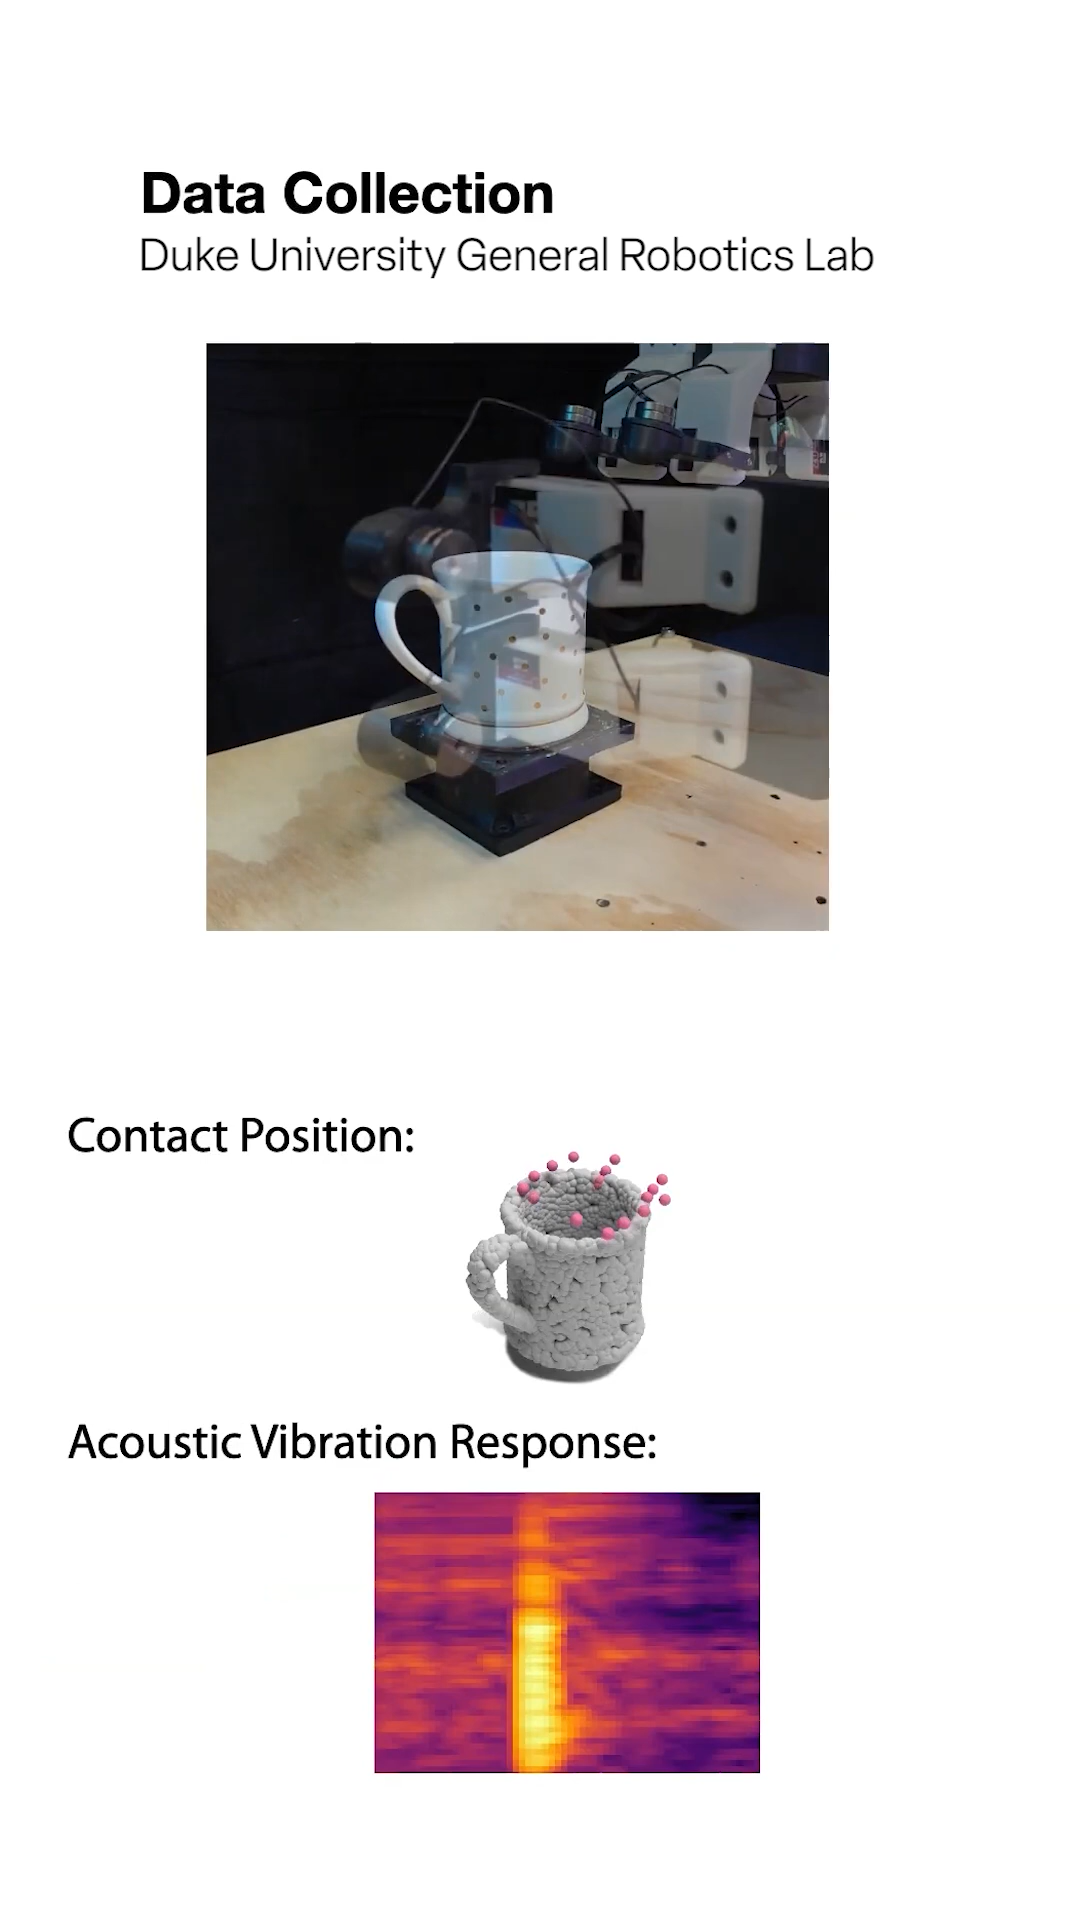 Data Collection
Duke University General Robotics Lab
Contact Position:
Acoustic Vibration Response: